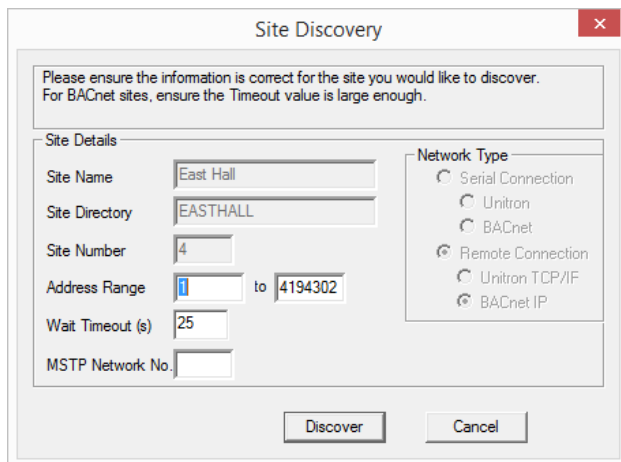 Site Discovery
Please ensure the information is correct for the site you would like to discover.
For BACnet sites, ensure the Timeout value is large enough.
Site Details
Site Name East Hall
Site Directory EASTHALL
Site Number 4
Address Range 1 to 4194302
Wait Timeout (s) 25
MSTP Network No.
Network Type
Serial Connection
Unitron
BACnet
Remote Connection
Unitron TCP/IF
BACnet IP
Discover Cancel